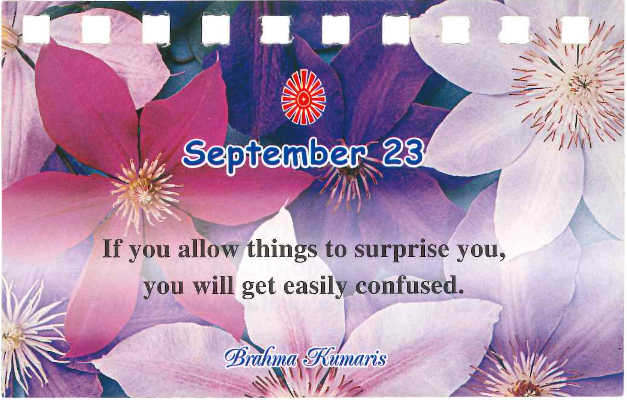 September 23
If you allow things to surprise you,
you will get easily confused.
Brahma Kumaris